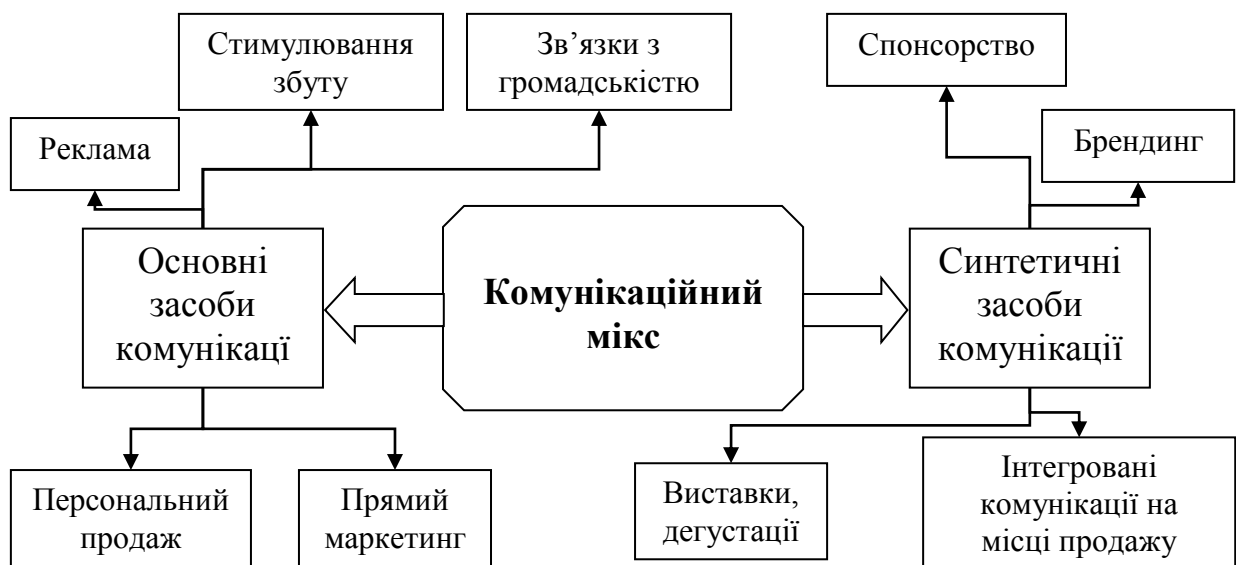 Стимулювання
збуту
Зв’язки з
громадськістю
Спонсорство
Реклама
Брендинг
Основні
засоби
комунікацї
Комунікаційний
мікс
Синтетичні
засоби
комунікації
Персональний
продаж
Прямий
маркетинг
Виставки,
дегустації
Інтегровані
комунікації на
місці продажу